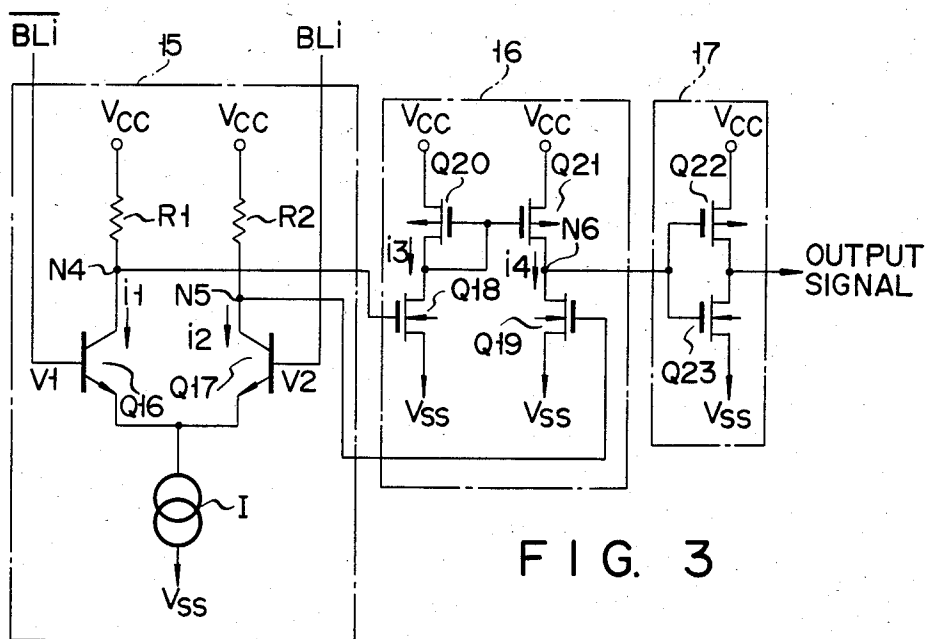 B̅L̅i̅ BLi
15 16 17
VCC VCC VCC VCC VCC
Q20 Q21 Q22
R1 R2
N4 i1 N5 i2
i3 i4 N6
Q18 Q19
V1 Q16 Q17 V2
Q23
OUTPUT
SIGNAL
VSS VSS VSS
I
VSS
FIG. 3